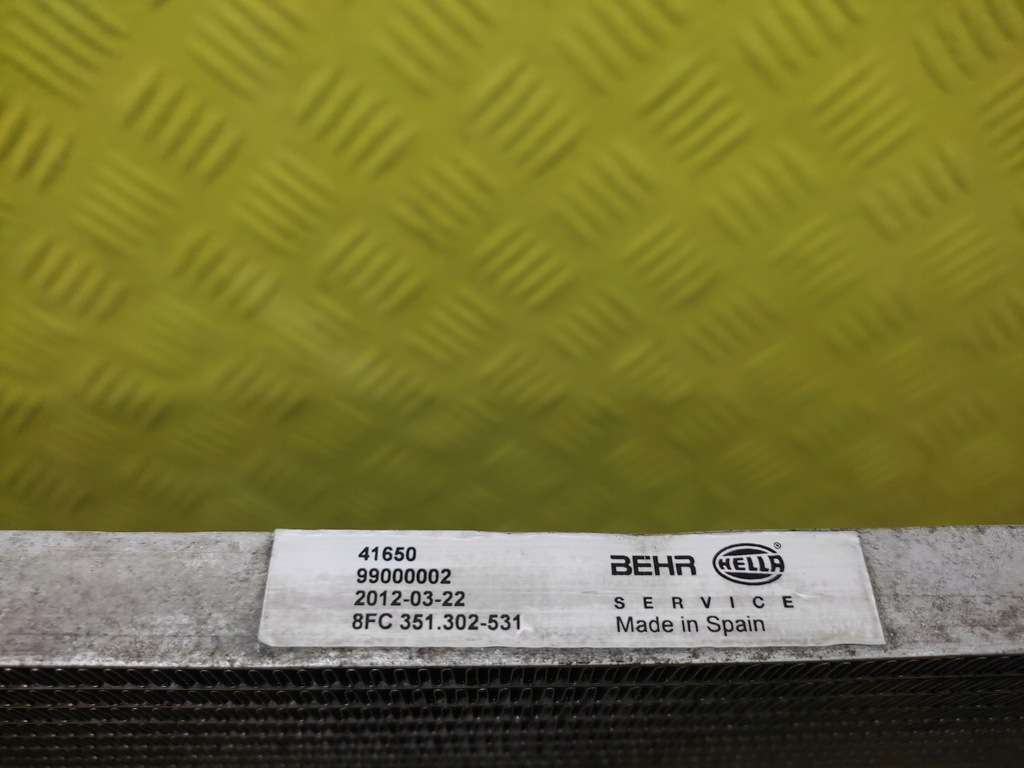 41650
99000002
2012-03-22
8FC 351.302-531
BEHR HELLA®
SERVICE
Made in Spain